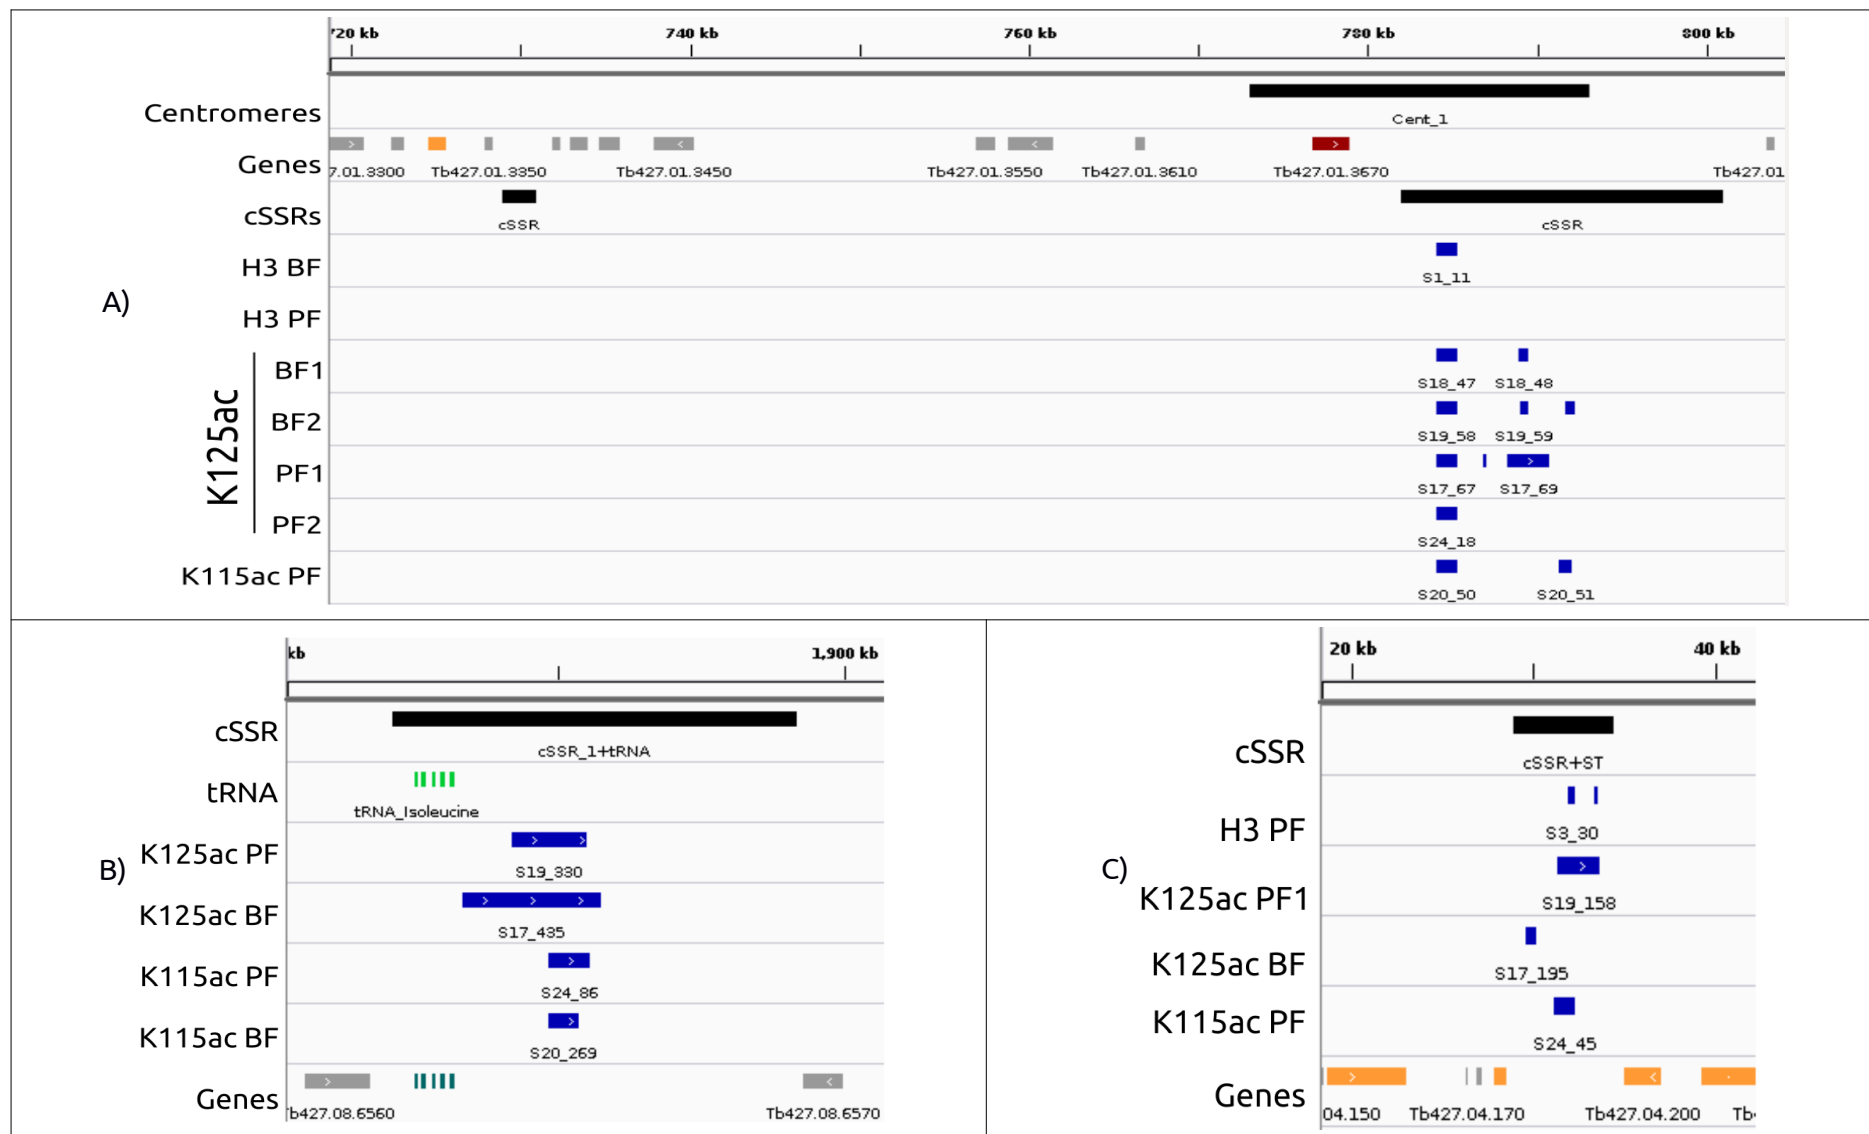 720 kb 740 kb 760 kb 780 kb 800 kb
Centromeres
Cent_1
Genes
7.01.3300 Tb427.01.3350 Tb427.01.3450 Tb427.01.3550 Tb427.01.3610 Tb427.01.3670 Tb427.01
cSSRs
cSSR cSSR
H3 BF
S1_11
A)
H3 PF
K125ac
BF1
S18_47 S18_48
BF2
S19_58 S19_59
PF1
S17_67 S17_69
PF2
S24_18
K115ac PF
S20_50 S20_51
kb 1,900 kb
cSSR
cSSR_1+tRNA
tRNA
tRNA_Isoleucine
B)
K125ac PF
S19_330
K125ac BF
S17_435
K115ac PF
S24_86
K115ac BF
S20_269
Genes
b427.08.6560 Tb427.08.6570
20 kb 40 kb
cSSR
cSSR+ST
H3 PF
S3_30
C)
K125ac PF1
S19_158
K125ac BF
S17_195
K115ac PF
S24_45
Genes
04.150 Tb427.04.170 Tb427.04.200 Tb